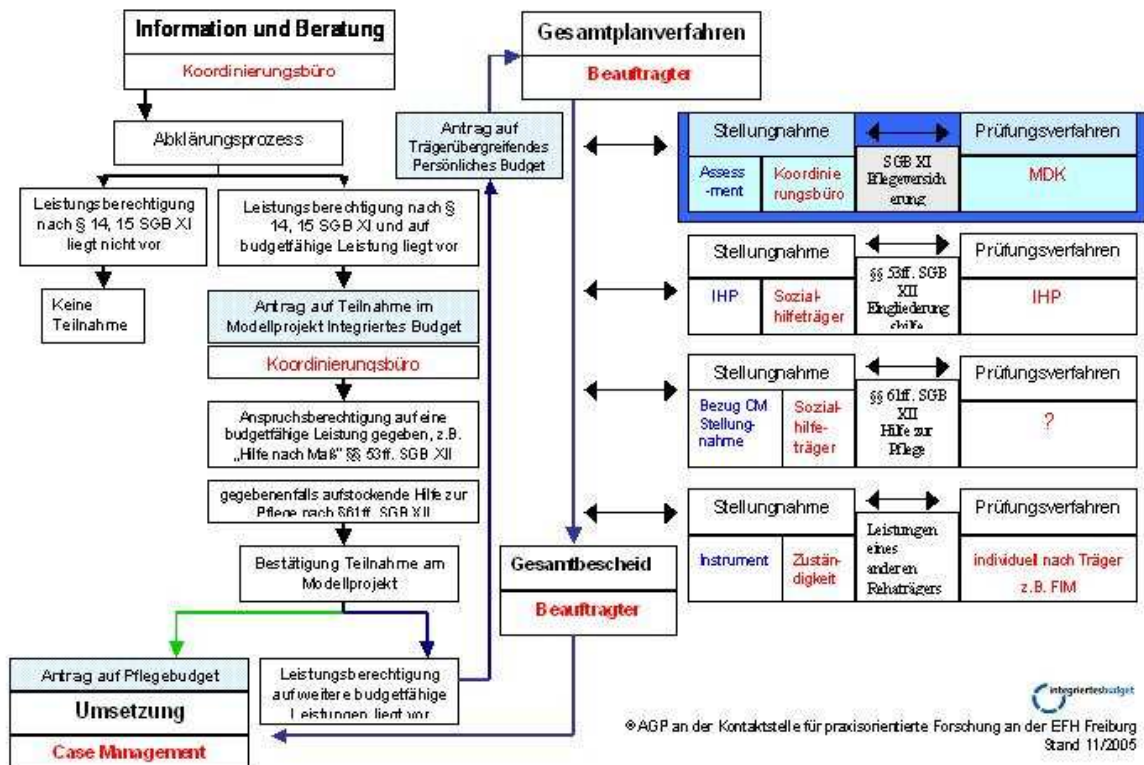 Information und Beratung
Koordinierungsbüro
Abklärungsprozess
Leistungsberechtigung
nach § 14, 15 SGB XI
liegt nicht vor
Leistungsberechtigung nach §
14, 15 SGB XI und auf
budgetfähige Leistung liegt vor
Keine
Teilnahme
Antrag auf Teilnahme im
Modellprojekt Integriertes Budget
Koordinierungsbüro
Anspruchsberechtigung auf eine
budgetfähige Leistung gegeben, z.B.
„Hilfe nach Maß“ §§ 53ff. SGB XII
gegebenenfalls aufstockende Hilfe zur
Pflege nach §61ff. SGB XII
Bestätigung Teilnahme am
Modellprojekt
Antrag auf Pflegebudget
Umsetzung
Case Management
Leistungsberechtigung
auf weitere budgetfähige
Leistungen liegt vor
Antrag auf
Trägerübergreifendes
Persönliches Budget
Gesamtplanverfahren
Beauftragter
Gesamtbescheid
Beauftragter
Stellungnahme
Assess
-ment
Koordinie
rungsbüro
SGB XI
Pflegeversich
erung
Prüfungsverfahren
MDK
Stellungnahme
IHP
Sozial-
hilfeträger
§§ 53ff. SGB
XII
Eingliederung
shilfe
Prüfungsverfahren
IHP
Stellungnahme
Bezug CM
Stellung-
nahme
Sozial-
hilfe-
träger
§§ 61ff. SGB
XII
Hilfe zur
Pflege
Prüfungsverfahren
?
Stellungnahme
Instrument
Zustän-
digkeit
Leistungen
eines
anderen
Rehaträgers
Prüfungsverfahren
individuell nach Träger
z.B. FIM
integriertesbudget
© AGP an der Kontaktstelle für praxisorientierte Forschung an der EFH Freiburg
Stand 11/2005